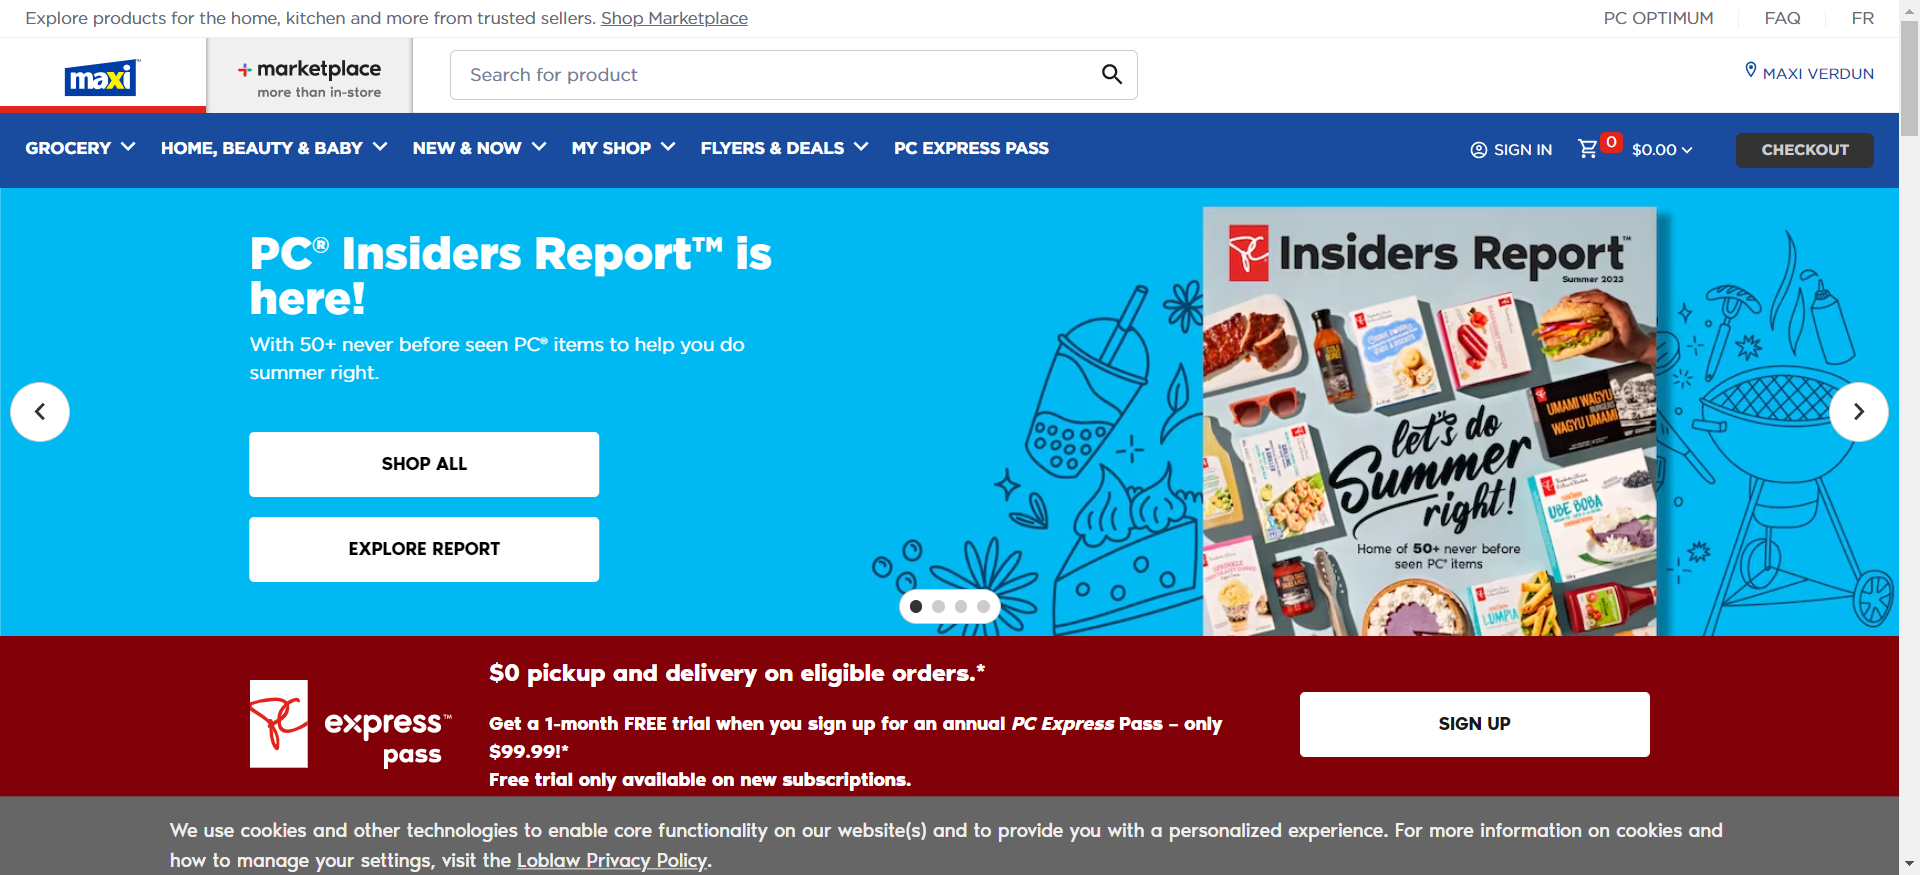 Explore products for the home, kitchen and more from trusted sellers. Shop Marketplace
PC OPTIMUM
FAQ
FR
maxi
marketplace
more than in-store
Search for product
MAXI VERDUN
GROCERY
HOME, BEAUTY & BABY
NEW & NOW
MY SHOP
FLYERS & DEALS
PC EXPRESS PASS
SIGN IN
0
$0.00
CHECKOUT
PC® Insiders Report™ is
here!
With 50+ never before seen PC® items to help you do
summer right.
SHOP ALL
EXPLORE REPORT
PC Insiders Report™
Summer 2023
UMAMI WAGYU
BURGERS
WAGYU UMAMI
let's do
Summer
right!
UBE BOBA
Home of 50+ never before
seen PC® items
LUMPIA
PC express™
pass
$0 pickup and delivery on eligible orders.*
Get a 1-month FREE trial when you sign up for an annual PC Express Pass – only
$99.99!*
Free trial only available on new subscriptions.
SIGN UP
We use cookies and other technologies to enable core functionality on our website(s) and to provide you with a personalized experience. For more information on cookies and
how to manage your settings, visit the Loblaw Privacy Policy.